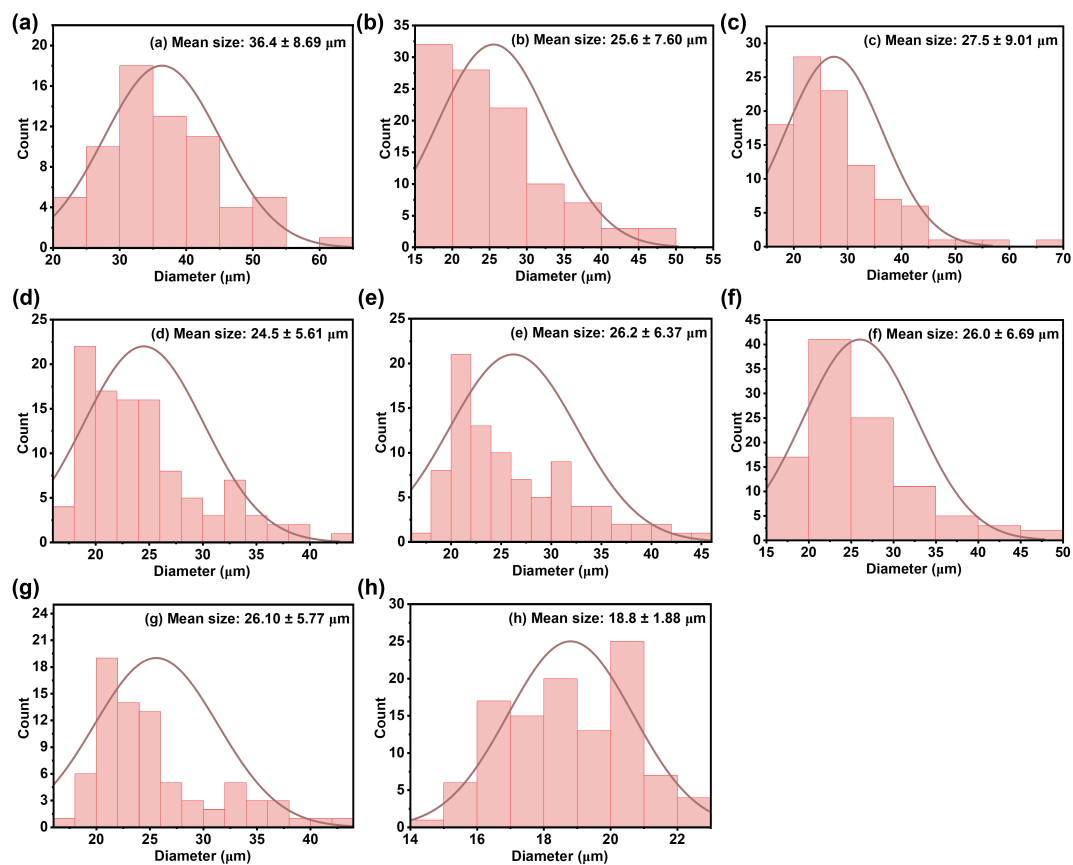 (a)
(a) Mean size: 36.4 ± 8.69 μm
20
16
12
8
4
0
Count
20 30 40 50 60
Diameter (μm)
(b)
(b) Mean size: 25.6 ± 7.60 μm
35
30
25
20
15
10
5
0
Count
15 20 25 30 35 40 45 50 55
Diameter (μm)
(c)
(c) Mean size: 27.5 ± 9.01 μm
30
25
20
15
10
5
0
Count
20 30 40 50 60 70
Diameter (μm)
(d)
(d) Mean size: 24.5 ± 5.61 μm
25
20
15
10
5
0
Count
20 25 30 35 40
Diameter (μm)
(e)
(e) Mean size: 26.2 ± 6.37 μm
25
20
15
10
5
0
Count
20 25 30 35 40 45
Diameter (μm)
(f)
(f) Mean size: 26.0 ± 6.69 μm
45
40
35
30
25
20
15
10
5
0
Count
15 20 25 30 35 40 45 50
Diameter (μm)
(g)
(g) Mean size: 26.10 ± 5.77 μm
24
21
18
15
12
9
6
3
0
Count
20 25 30 35 40
Diameter (μm)
(h)
(h) Mean size: 18.8 ± 1.88 μm
30
25
20
15
10
5
0
Count
14 16 18 20 22
Diameter (μm)